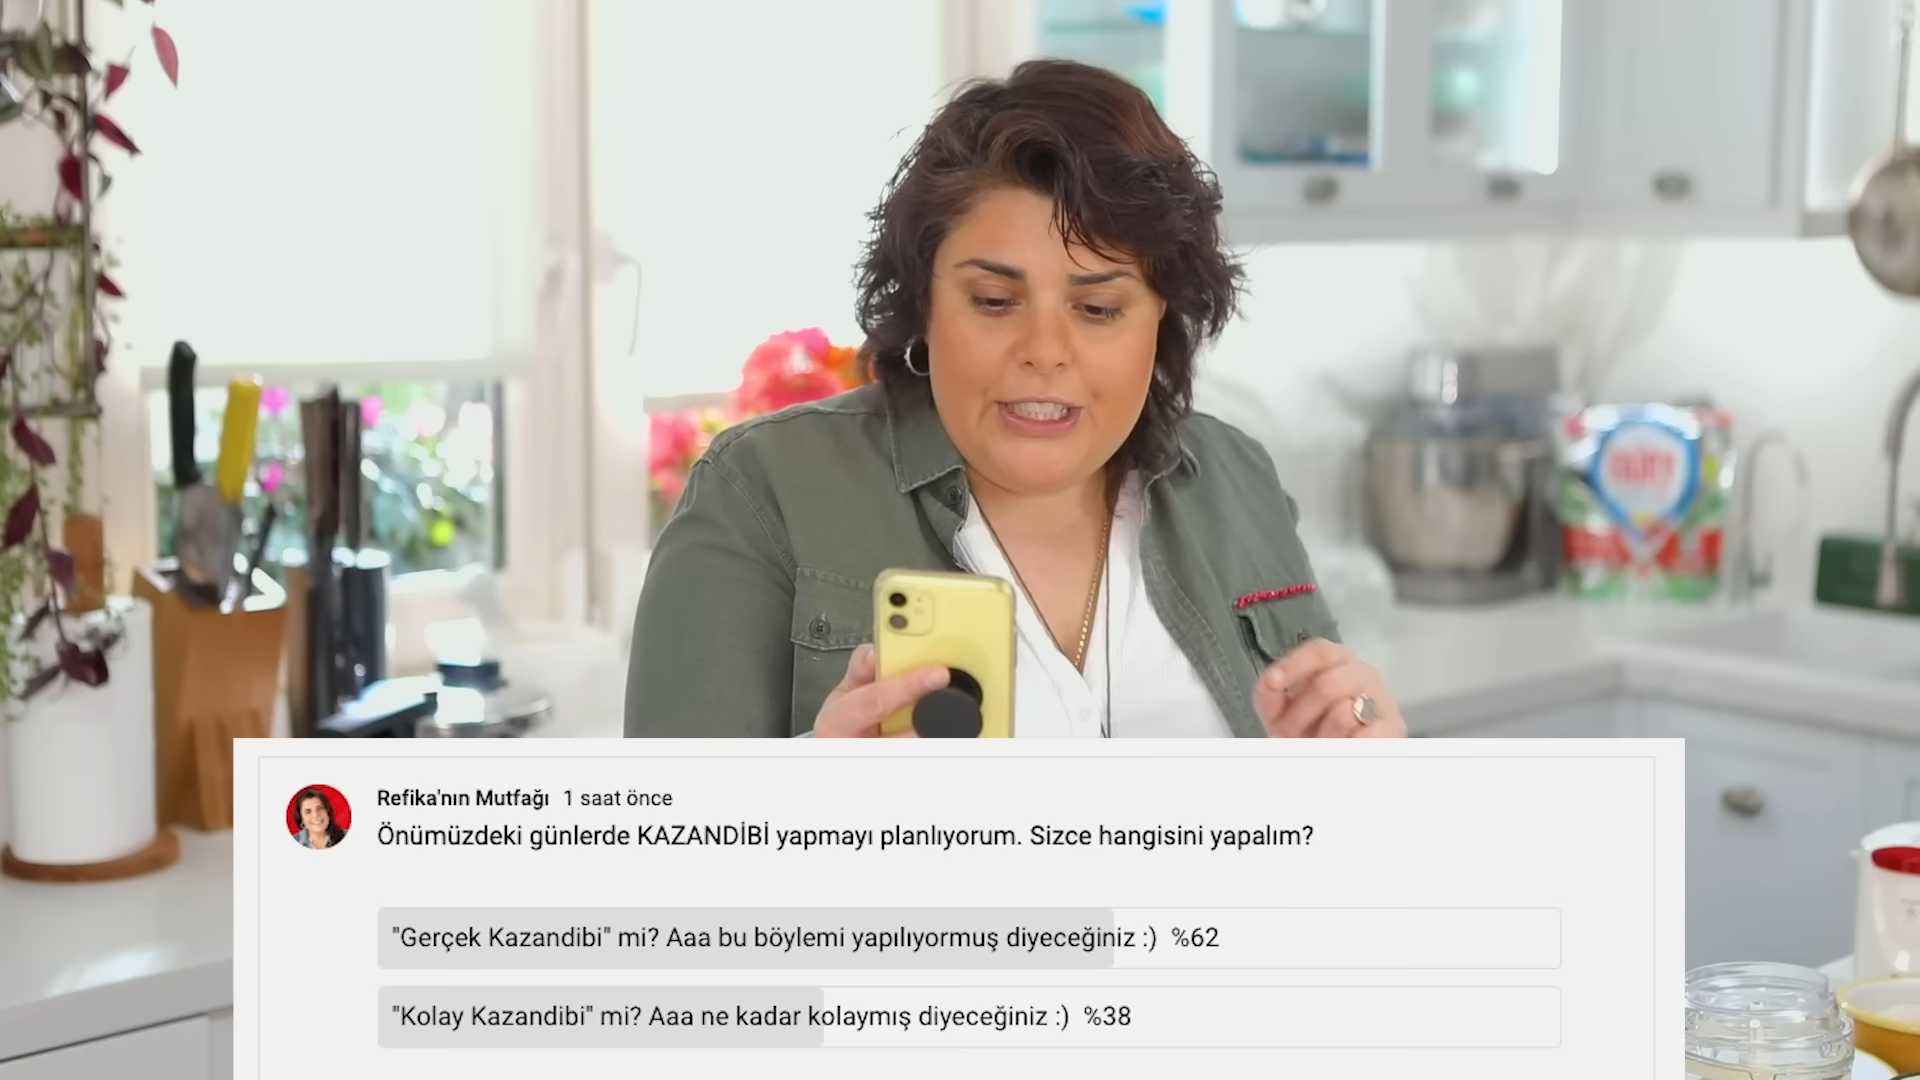 Fairy
Refika'nın Mutfağı 1 saat önce
Önümüzdeki günlerde KAZANDİBİ yapmayı planlıyorum. Sizce hangisini yapalım?
"Gerçek Kazandibi" mi? Aaa bu böylemi yapılıyormuş diyeceğiniz :) %62
"Kolay Kazandibi" mi? Aaa ne kadar kolaymış diyeceğiniz :) %38